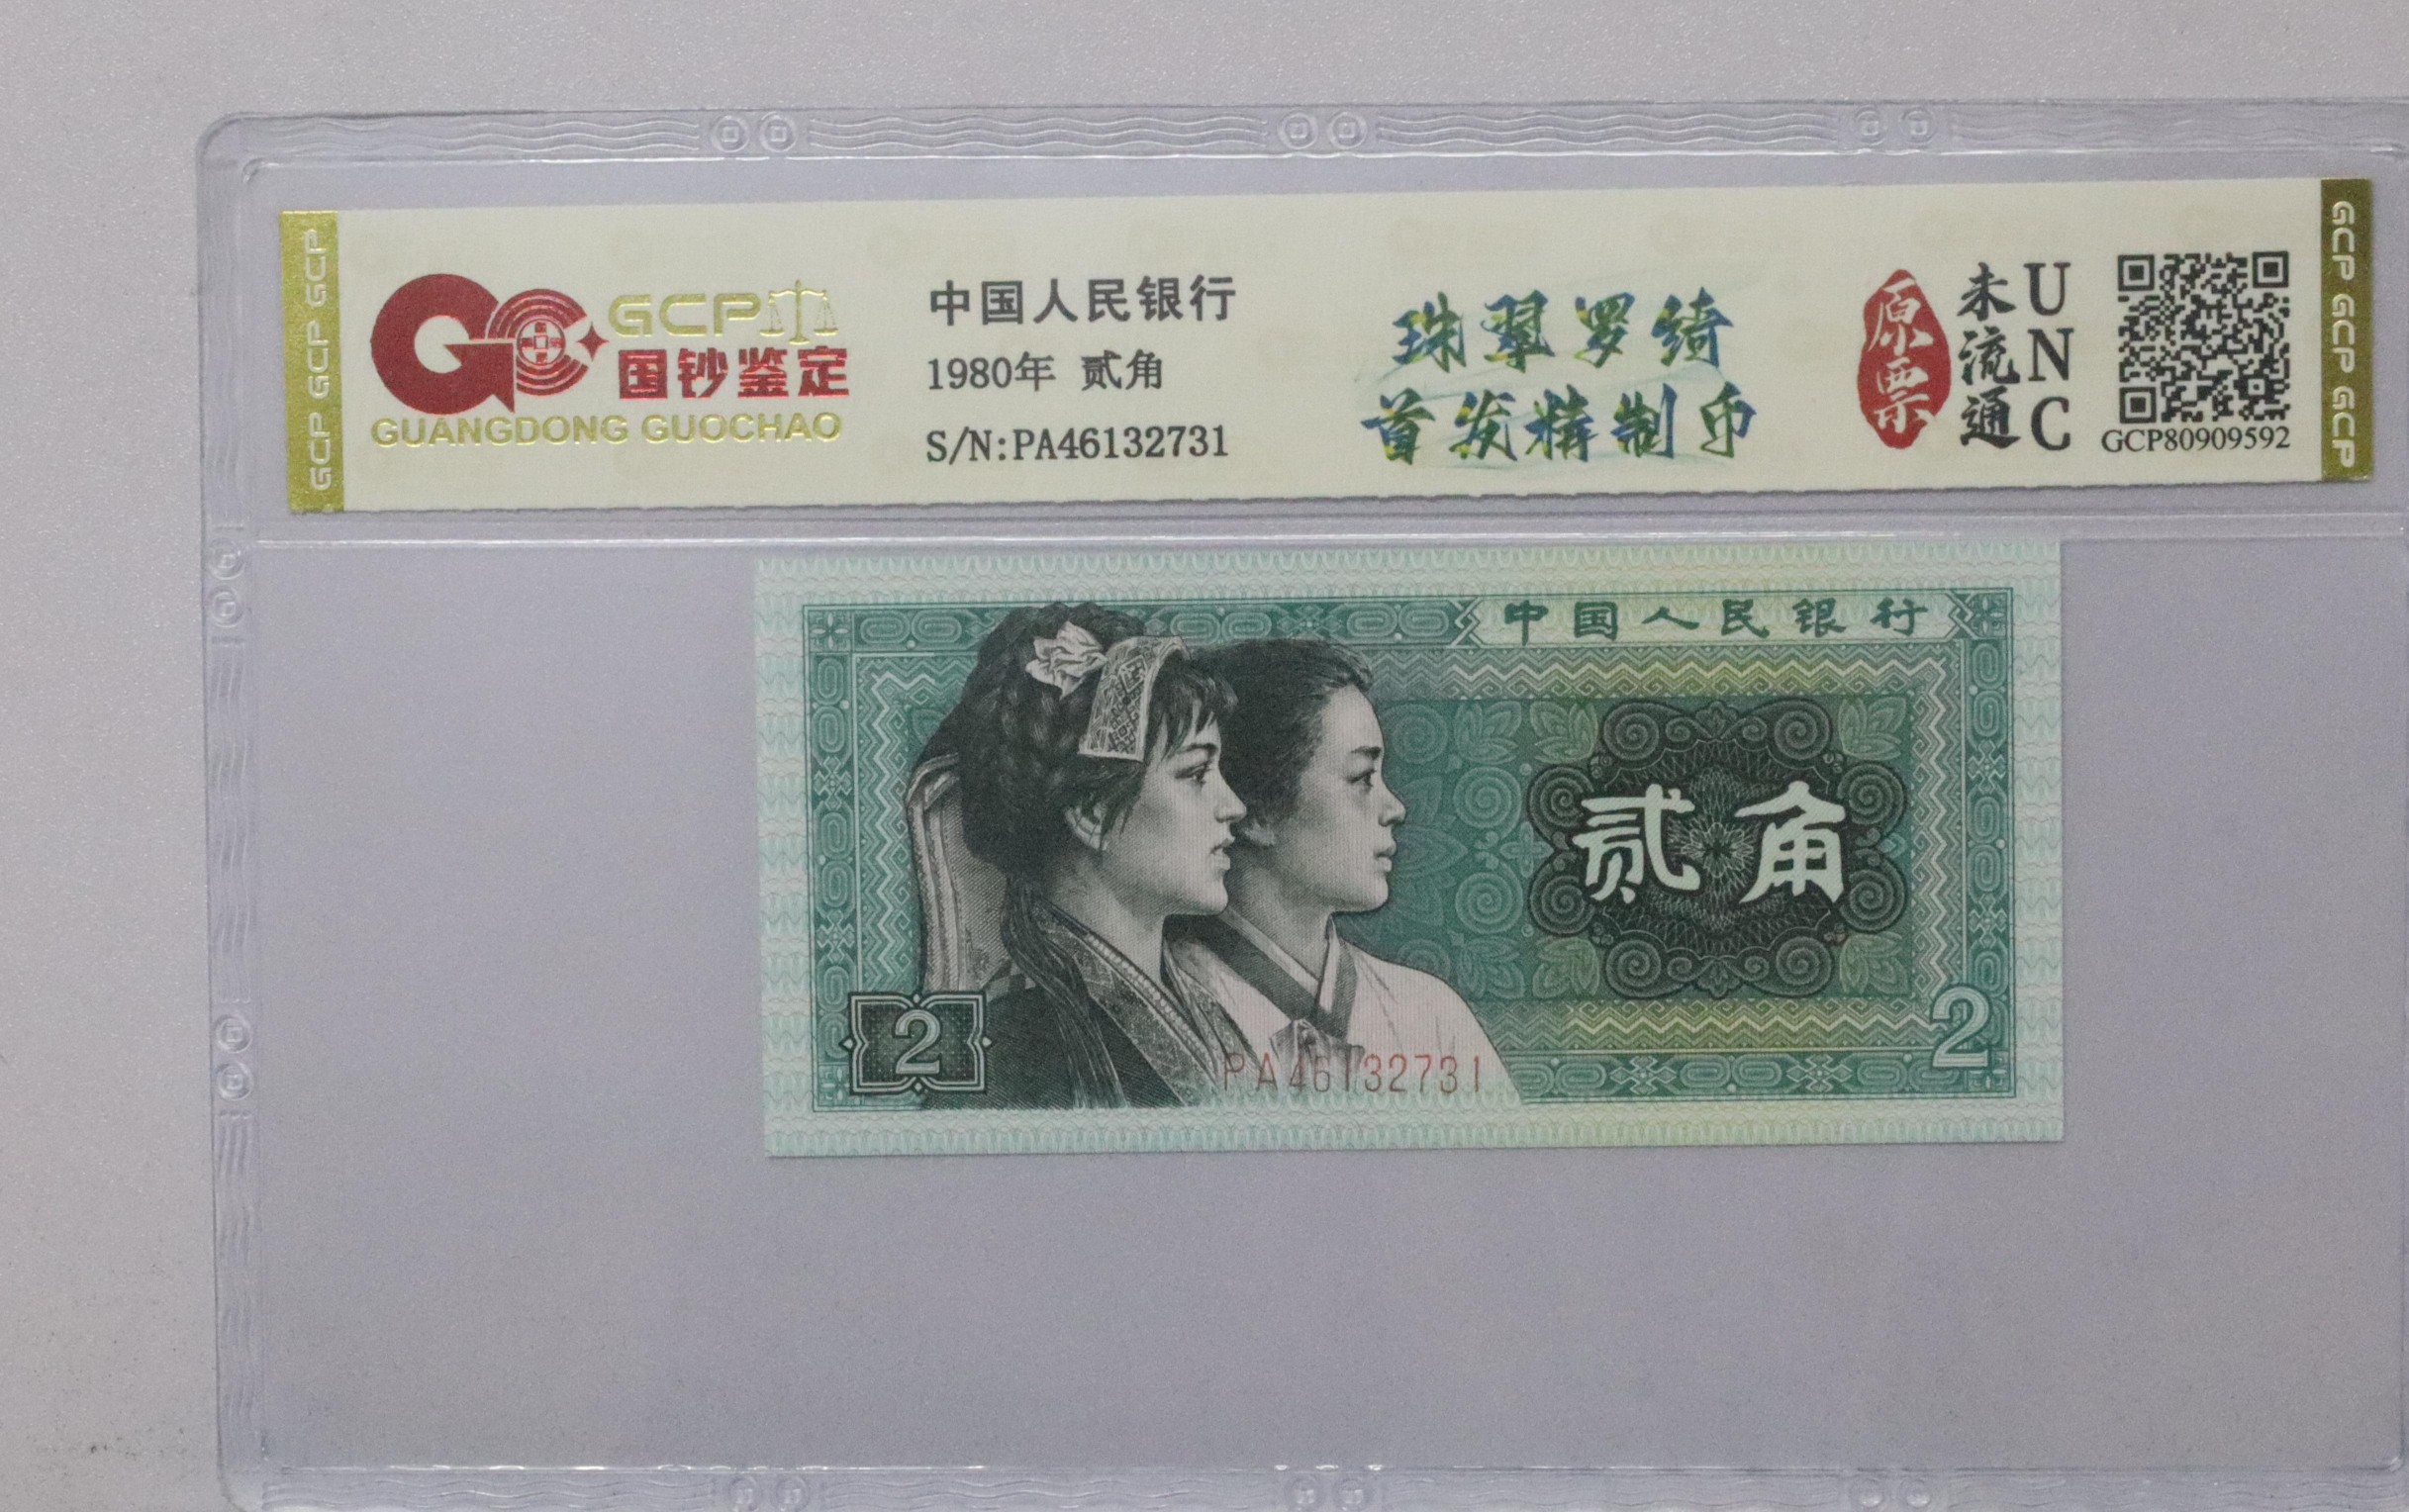 GCP GCP GCP
GCP
国钞鉴定
GUANGDONG GUOCHAO
中国人民银行
1980年 贰角
S/N:PA46132731
珠翠罗绮
首发精制币
原票
未流通
UNC
GCP80909592
GCP GCP GCP
中国人民银行
贰角
2
2
PA46132731